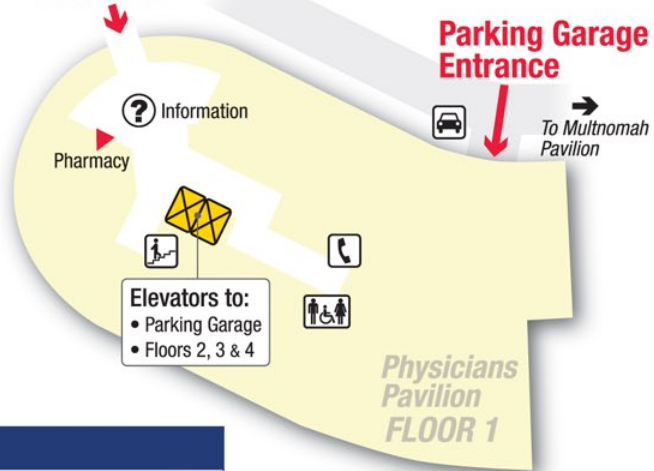 Parking Garage
Entrance
To Multnomah
Pavilion
? Information
Pharmacy
Elevators to:
• Parking Garage
• Floors 2, 3 & 4
Physicians
Pavilion
FLOOR 1